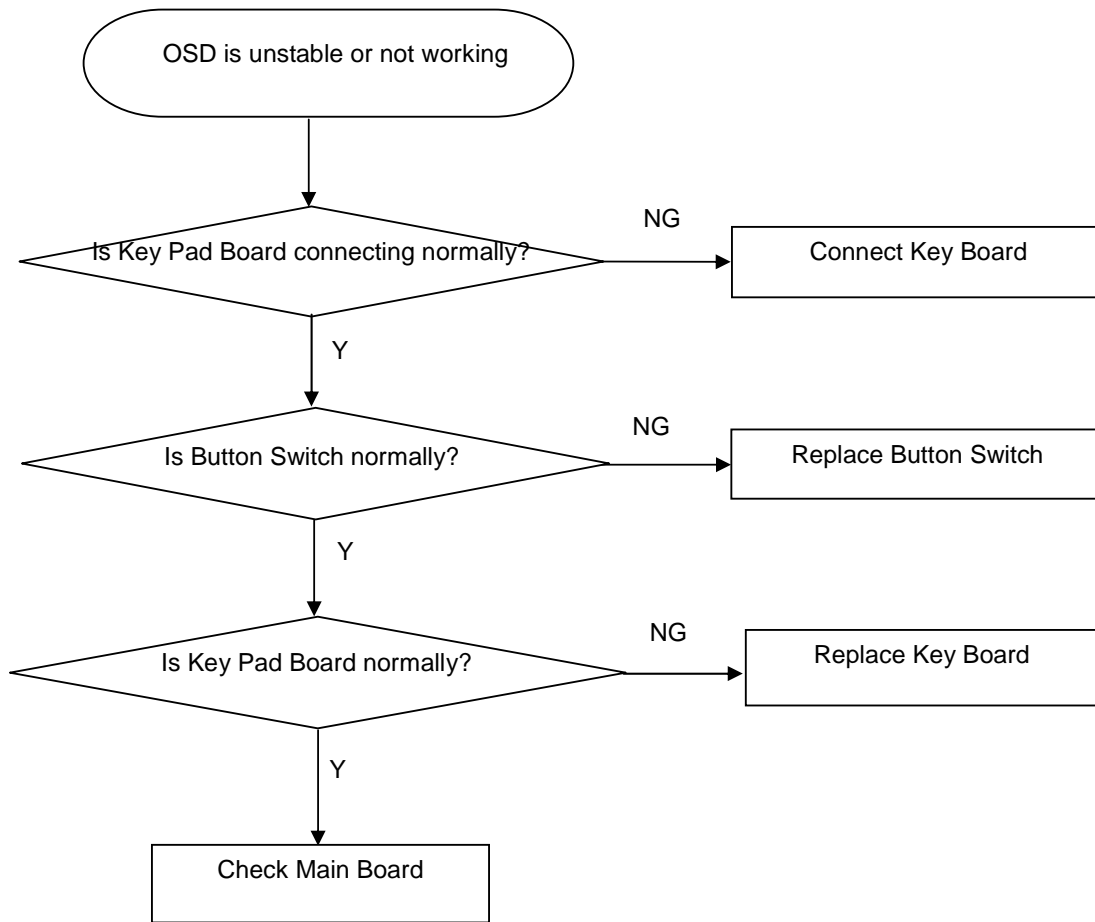 OSD is unstable or not working
NG
Is Key Pad Board connecting normally?
Connect Key Board
Y
NG
Is Button Switch normally?
Replace Button Switch
Y
NG
Is Key Pad Board normally?
Replace Key Board
Y
Check Main Board